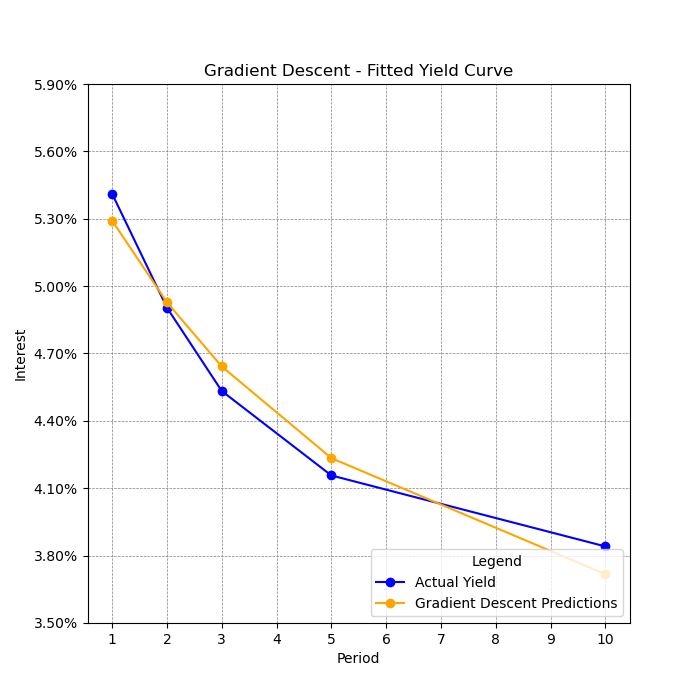 Gradient Descent - Fitted Yield Curve
5.90%
5.60%
5.30%
5.00%
4.70%
4.40%
4.10%
3.80%
3.50%
Interest
Legend
Actual Yield
Gradient Descent Predictions
1 2 3 4 5 6 7 8 9 10
Period